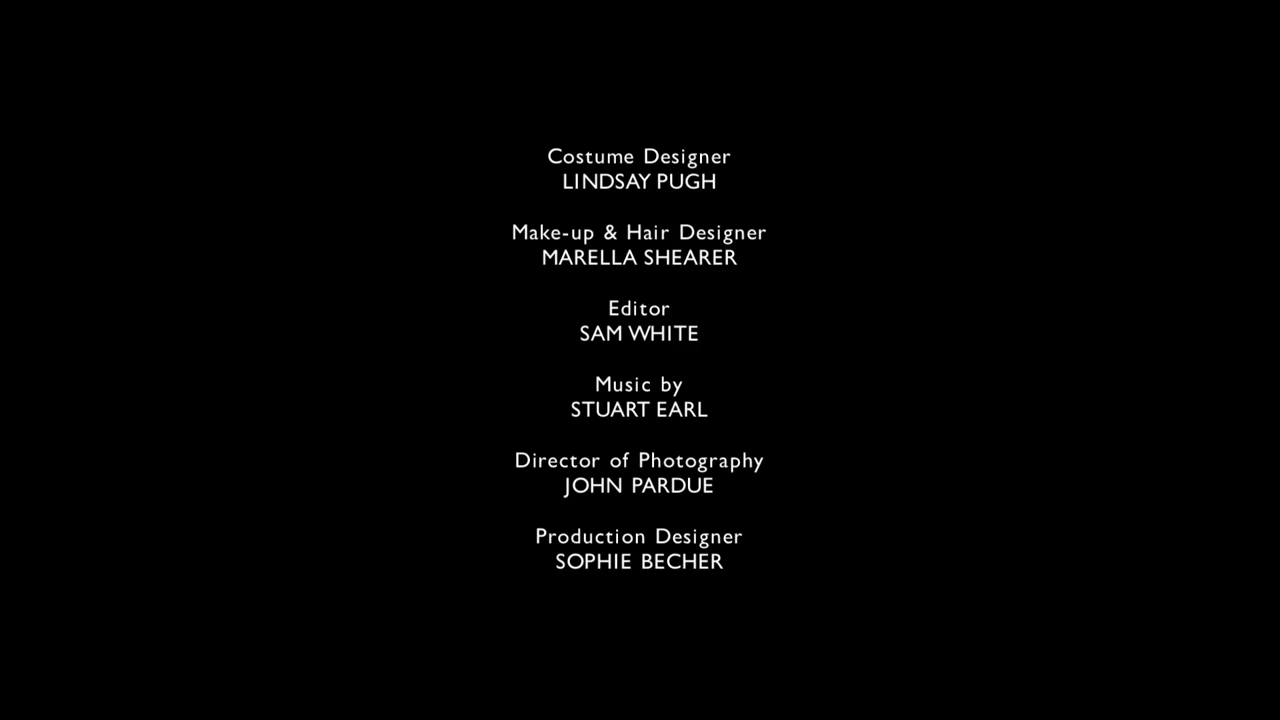 Costume Designer
LINDSAY PUGH
Make-up & Hair Designer
MARELLA SHEARER
Editor
SAM WHITE
Music by
STUART EARL
Director of Photography
JOHN PARDUE
Production Designer
SOPHIE BECHER